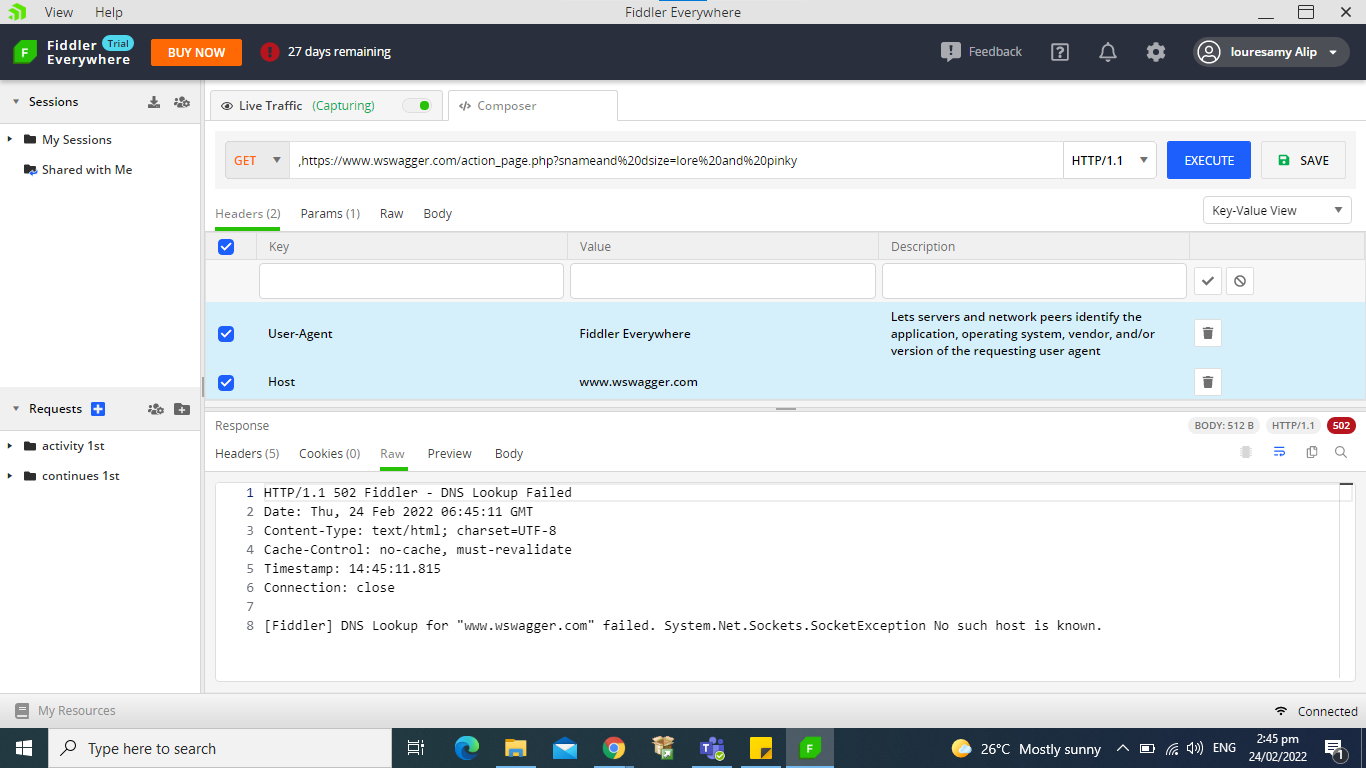 View Help Fiddler Everywhere
Fiddler Trial
Everywhere
BUY NOW
27 days remaining
Feedback
louresamy Alip
Sessions
My Sessions
Shared with Me
Live Traffic (Capturing)
Composer
GET
,https://www.wswagger.com/action_page.php?snameand%20dsize=lore%20and%20pinky
HTTP/1.1
EXECUTE
SAVE
Headers (2) Params (1) Raw Body
Key-Value View
Key Value Description
User-Agent
Fiddler Everywhere
Lets servers and network peers identify the
application, operating system, vendor, and/or
version of the requesting user agent
Host
www.wswagger.com
Requests
activity 1st
continues 1st
Response
BODY: 512 B HTTP/1.1 502
Headers (5) Cookies (0) Raw Preview Body
1 HTTP/1.1 502 Fiddler - DNS Lookup Failed
2 Date: Thu, 24 Feb 2022 06:45:11 GMT
3 Content-Type: text/html; charset=UTF-8
4 Cache-Control: no-cache, must-revalidate
5 Timestamp: 14:45:11.815
6 Connection: close
7
8 [Fiddler] DNS Lookup for "www.wswagger.com" failed. System.Net.Sockets.SocketException No such host is known.
My Resources
Connected
Type here to search
26°C Mostly sunny
ENG
2:45 pm
24/02/2022
1